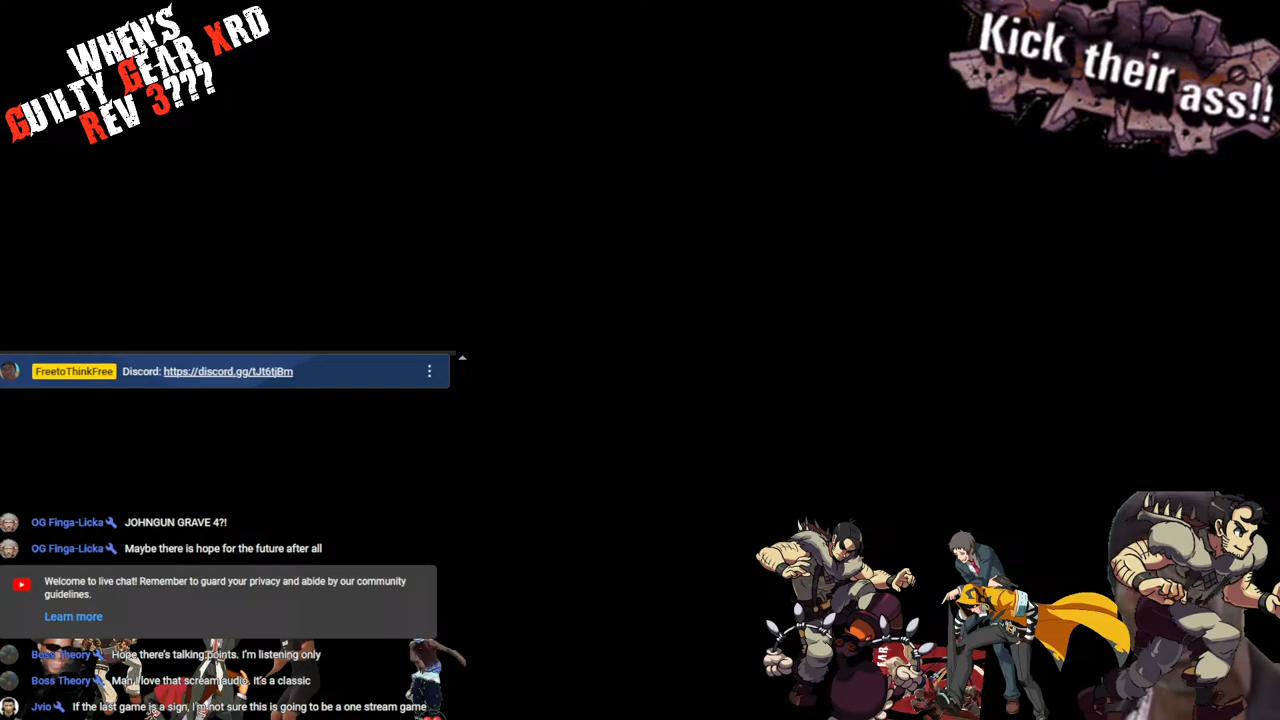 WHEN'S
GUILTY GEAR XRD
REV 3???
Kick their ass!!
FreetoThinkFree Discord: https://discord.gg/tJt6tjBm
OG Finga-Licka JOHNGUN GRAVE 4?!
OG Finga-Licka Maybe there is hope for the future after all
Welcome to live chat! Remember to guard your privacy and abide by our community
guidelines.
Learn more
Boss Theory Hope there's talking points. I'm listening only
Boss Theory Man I love that scream audio. It's a classic
Jvio If the last game is a sign, I'm not sure this is going to be a one stream game